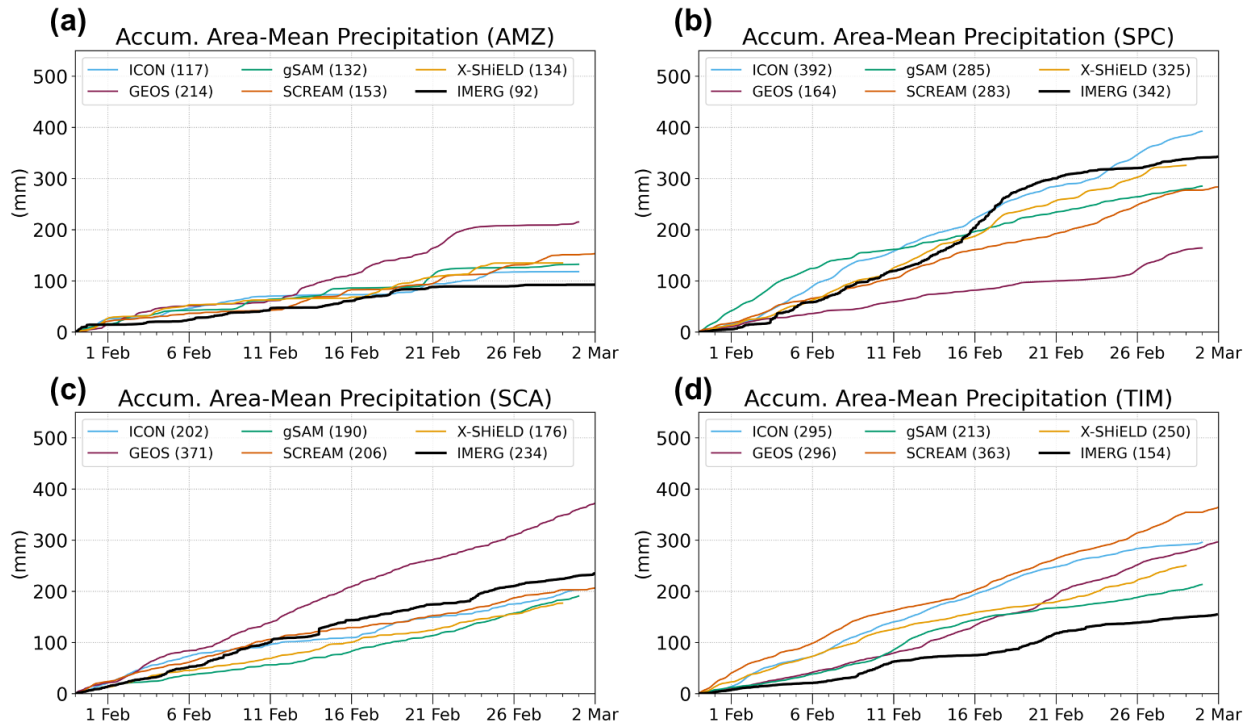 (a)
Accum. Area-Mean Precipitation (AMZ)
ICON (117) gSAM (132) X-SHiELD (134)
GEOS (214) SCREAM (153) IMERG (92)
500
400
300
200
100
0
(mm)
1 Feb 6 Feb 11 Feb 16 Feb 21 Feb 26 Feb 2 Mar
(b)
Accum. Area-Mean Precipitation (SPC)
ICON (392) gSAM (285) X-SHiELD (325)
GEOS (164) SCREAM (283) IMERG (342)
500
400
300
200
100
0
(mm)
1 Feb 6 Feb 11 Feb 16 Feb 21 Feb 26 Feb 2 Mar
(c)
Accum. Area-Mean Precipitation (SCA)
ICON (202) gSAM (190) X-SHiELD (176)
GEOS (371) SCREAM (206) IMERG (234)
500
400
300
200
100
0
(mm)
1 Feb 6 Feb 11 Feb 16 Feb 21 Feb 26 Feb 2 Mar
(d)
Accum. Area-Mean Precipitation (TIM)
ICON (295) gSAM (213) X-SHiELD (250)
GEOS (296) SCREAM (363) IMERG (154)
500
400
300
200
100
0
(mm)
1 Feb 6 Feb 11 Feb 16 Feb 21 Feb 26 Feb 2 Mar